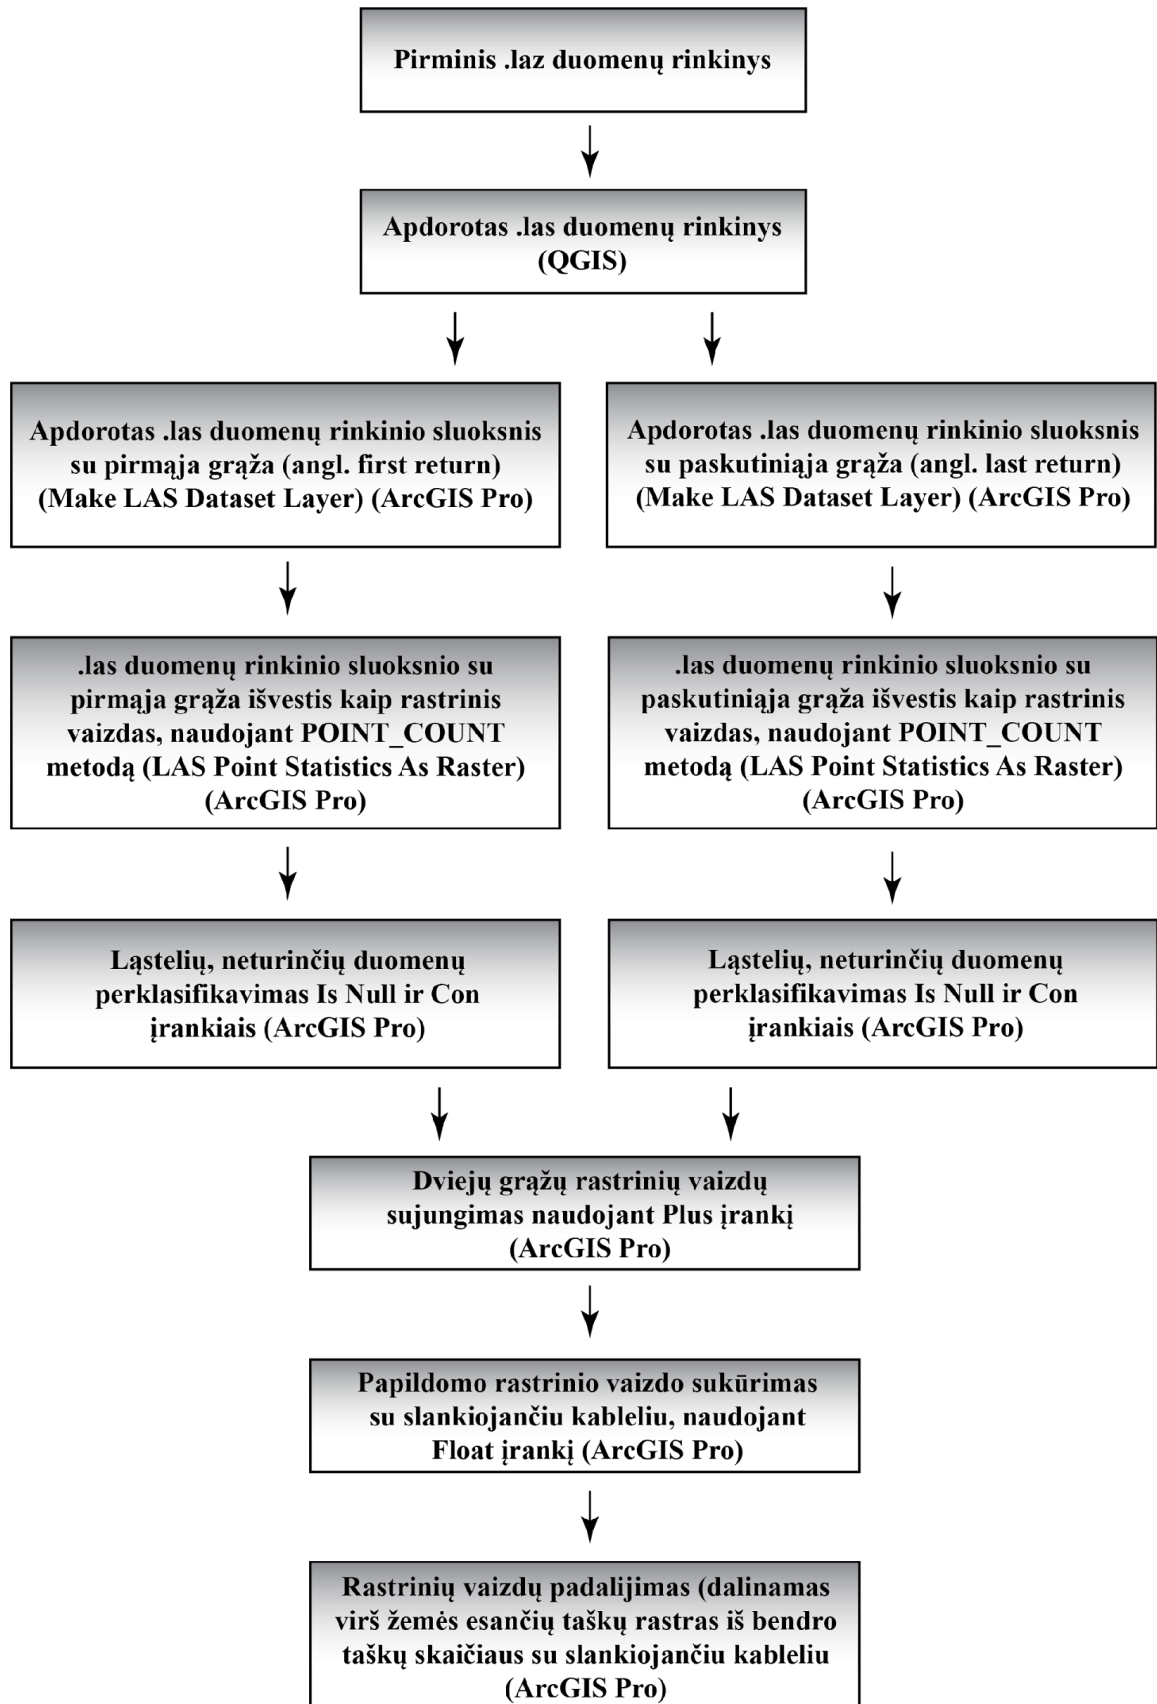 Pirminis .laz duomenų rinkinys
Apdorotas .las duomenų rinkinys
(QGIS)
Apdorotas .las duomenų rinkinio sluoksnis
su pirmąja grąža (angl. first return)
(Make LAS Dataset Layer) (ArcGIS Pro)
Apdorotas .las duomenų rinkinio sluoksnis
su paskutiniąja grąža (angl. last return)
(Make LAS Dataset Layer) (ArcGIS Pro)
.las duomenų rinkinio sluoksnio su
pirmąja grąža išvestis kaip rastrinis
vaizdas, naudojant POINT_COUNT
metodą (LAS Point Statistics As Raster)
(ArcGIS Pro)
.las duomenų rinkinio sluoksnio su
paskutiniąja grąža išvestis kaip rastrinis
vaizdas, naudojant POINT_COUNT
metodą (LAS Point Statistics As Raster)
(ArcGIS Pro)
Ląstelių, neturinčių duomenų
perklasifikavimas Is Null ir Con
įrankiais (ArcGIS Pro)
Ląstelių, neturinčių duomenų
perklasifikavimas Is Null ir Con
įrankiais (ArcGIS Pro)
Dviejų grąžų rastrinių vaizdų
sujungimas naudojant Plus įrankį
(ArcGIS Pro)
Papildomo rastrinio vaizdo sukūrimas
su slankiojančiu kableliu, naudojant
Float įrankį (ArcGIS Pro)
Rastrinių vaizdų padalijimas (dalinamas
virš žemės esančių taškų rastras iš bendro
taškų skaičiaus su slankiojančiu kableliu
(ArcGIS Pro)